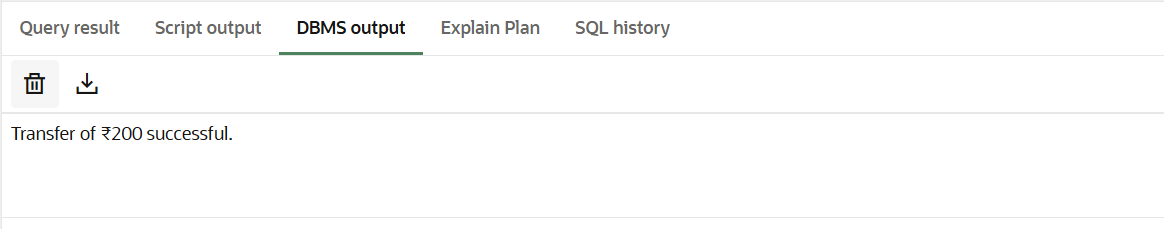 Query result Script output DBMS output Explain Plan SQL history
Transfer of ₹200 successful.